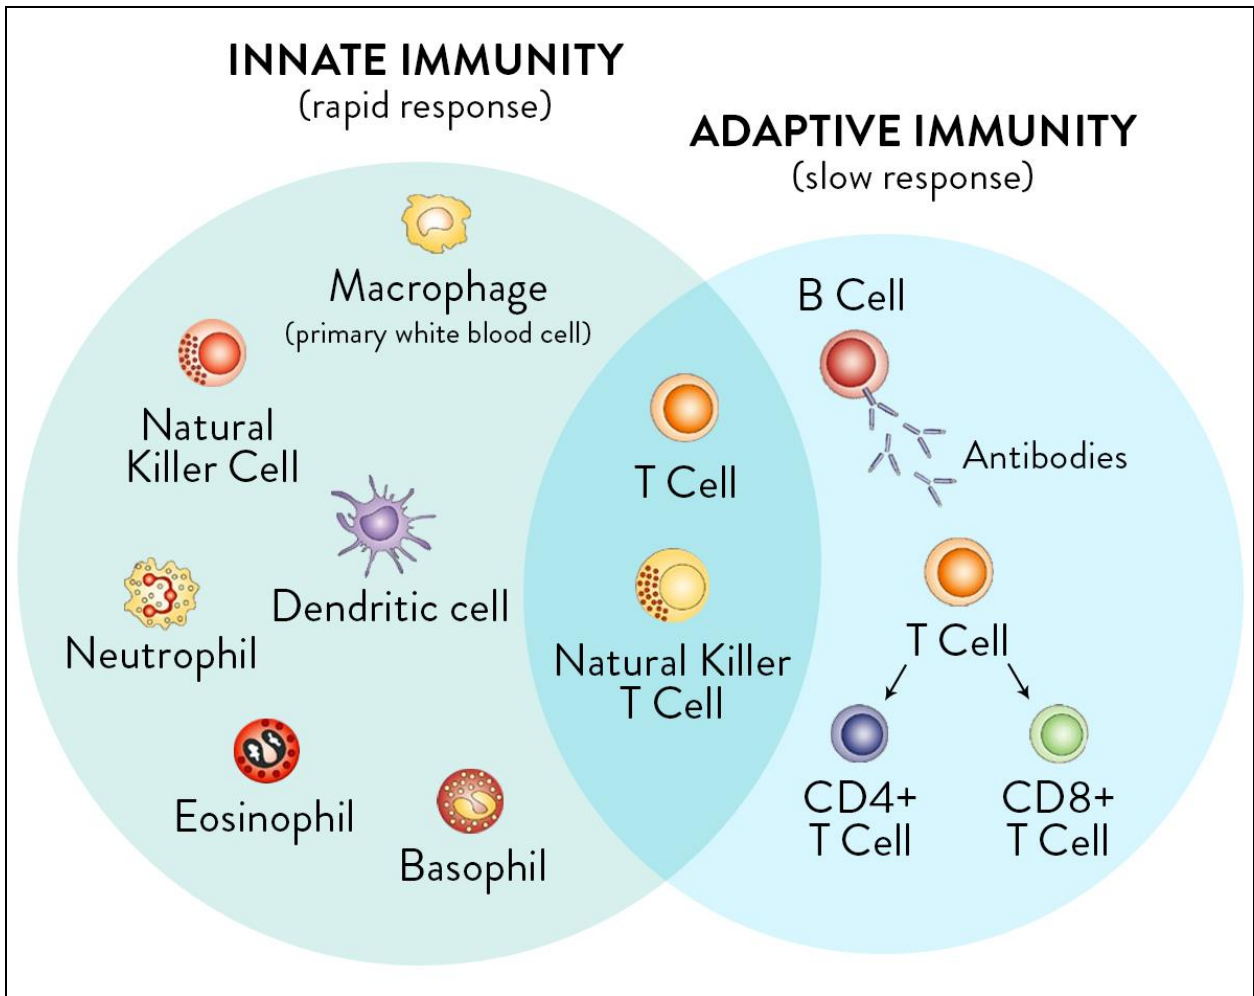 INNATE IMMUNITY
(rapid response)
ADAPTIVE IMMUNITY
(slow response)
Macrophage
(primary white blood cell)
Natural
Killer Cell
Dendritic cell
Neutrophil
Eosinophil
Basophil
T Cell
Natural Killer
T Cell
B Cell
Antibodies
T Cell
CD4+
T Cell
CD8+
T Cell